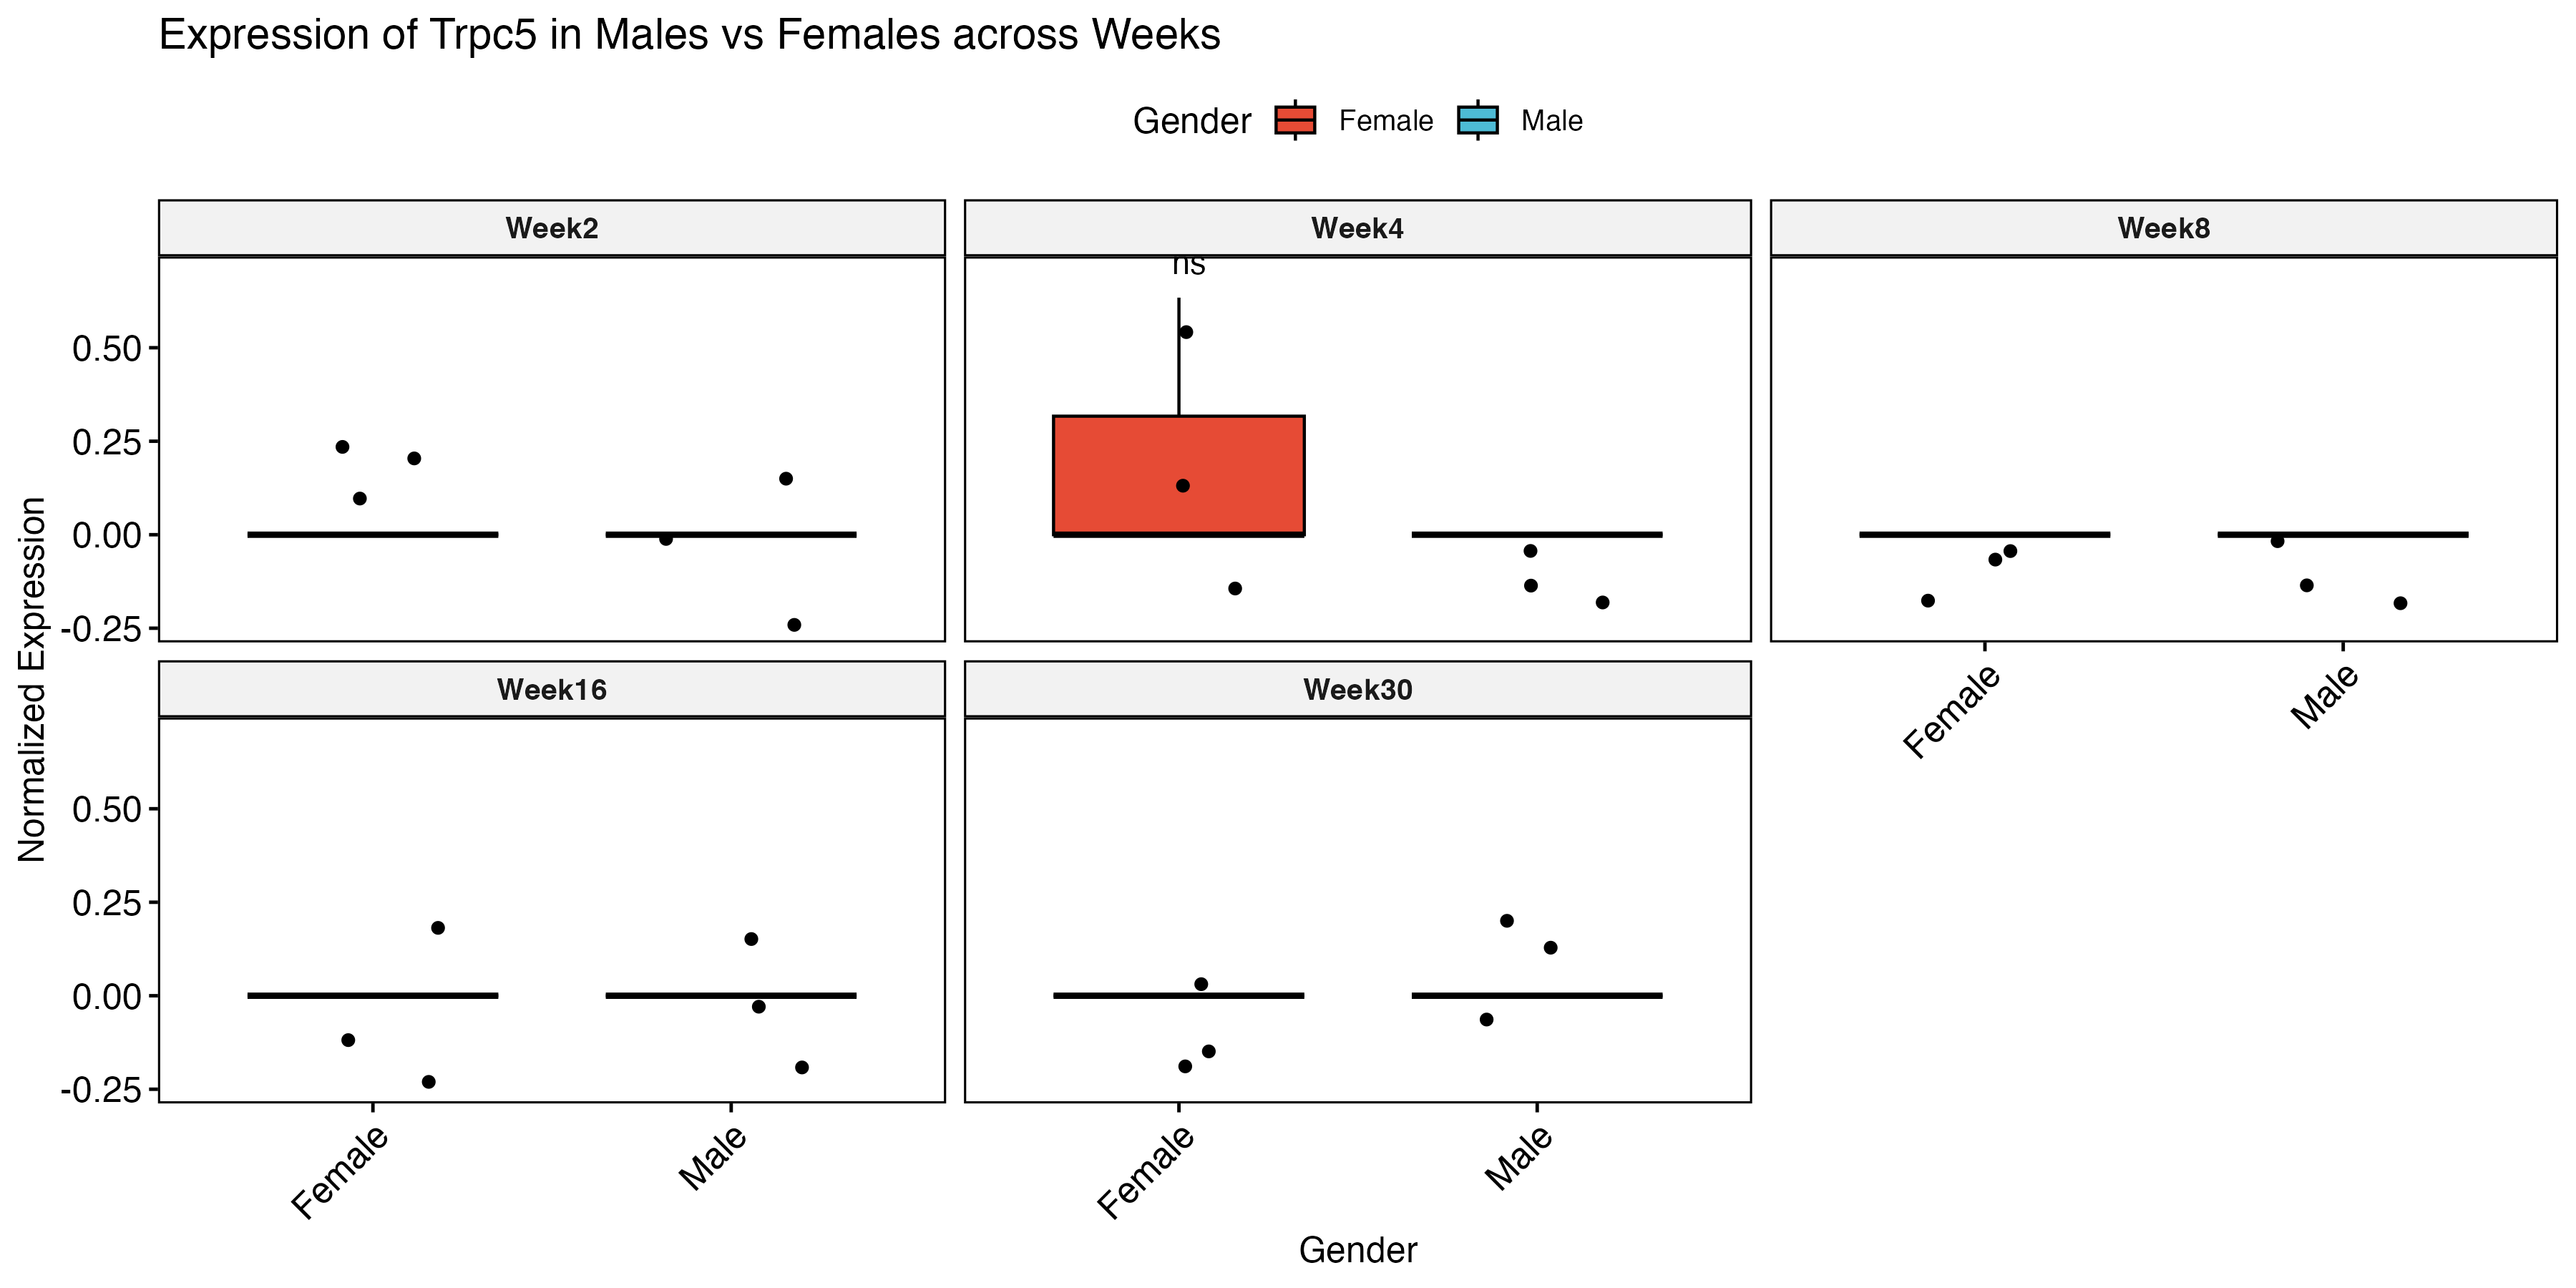 Expression of Trpc5 in Males vs Females across Weeks
Gender Female Male
Week2 Week4 Week8
ns
0.50
0.25
0.00
-0.25
Normalized Expression
Female Male
Week16 Week30
0.50
0.25
0.00
-0.25
Female Male Female Male
Gender